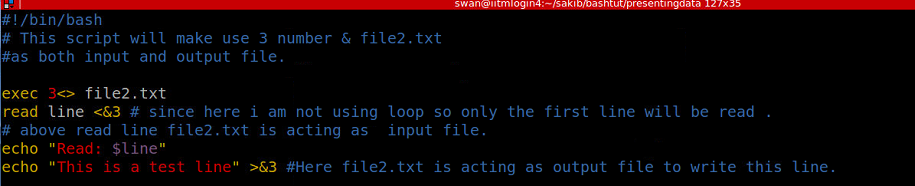 swan@iitmlogin4:~/sakib/bashtut/presentingdata 127x35
#!/bin/bash
# This script will make use 3 number & file2.txt
#as both input and output file.
exec 3<> file2.txt
read line <&3 # since here i am not using loop so only the first line will be read .
# above read line file2.txt is acting as  input file.
echo "Read: $line"
echo "This is a test line" >&3 #Here file2.txt is acting as output file to write this line.